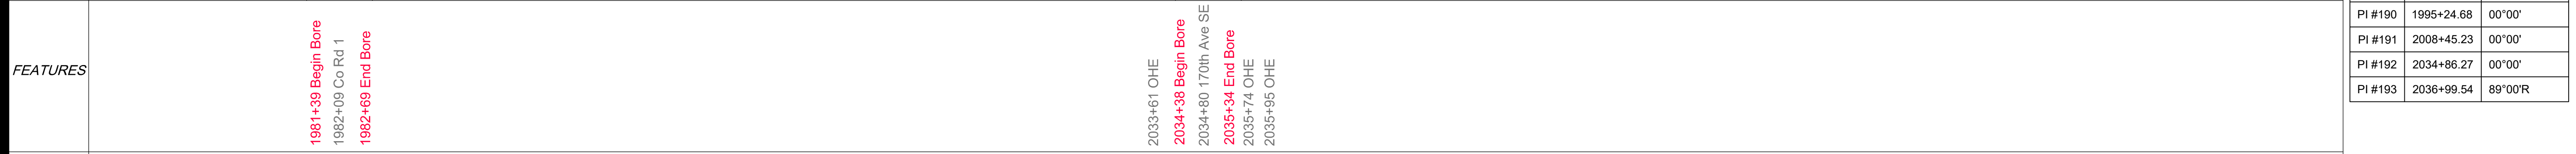 FEATURES
1981+39 Begin Bore
1982+09 Co Rd 1
1982+69 End Bore
2033+61 OHE
2034+38 Begin Bore
2034+80 170th Ave SE
2035+34 End Bore
2035+74 OHE
2035+95 OHE
PI #190 1995+24.68 00°00'
PI #191 2008+45.23 00°00'
PI #192 2034+86.27 00°00'
PI #193 2036+99.54 89°00'R